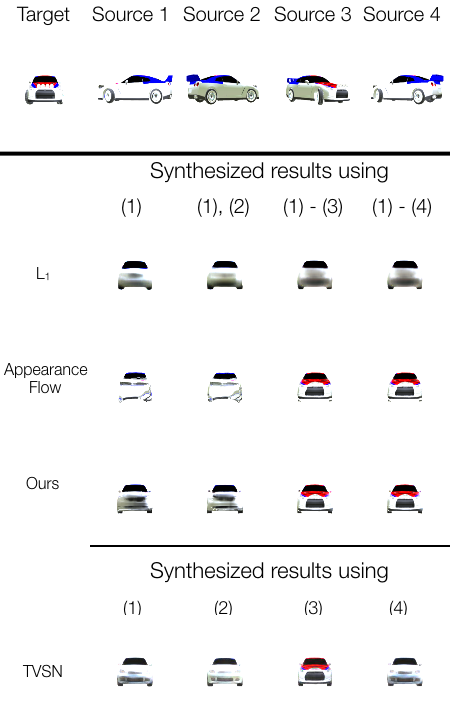 Target Source 1 Source 2 Source 3 Source 4
Synthesized results using
(1) (1), (2) (1) - (3) (1) - (4)
L₁
Appearance
Flow
Ours
Synthesized results using
(1) (2) (3) (4)
TVSN